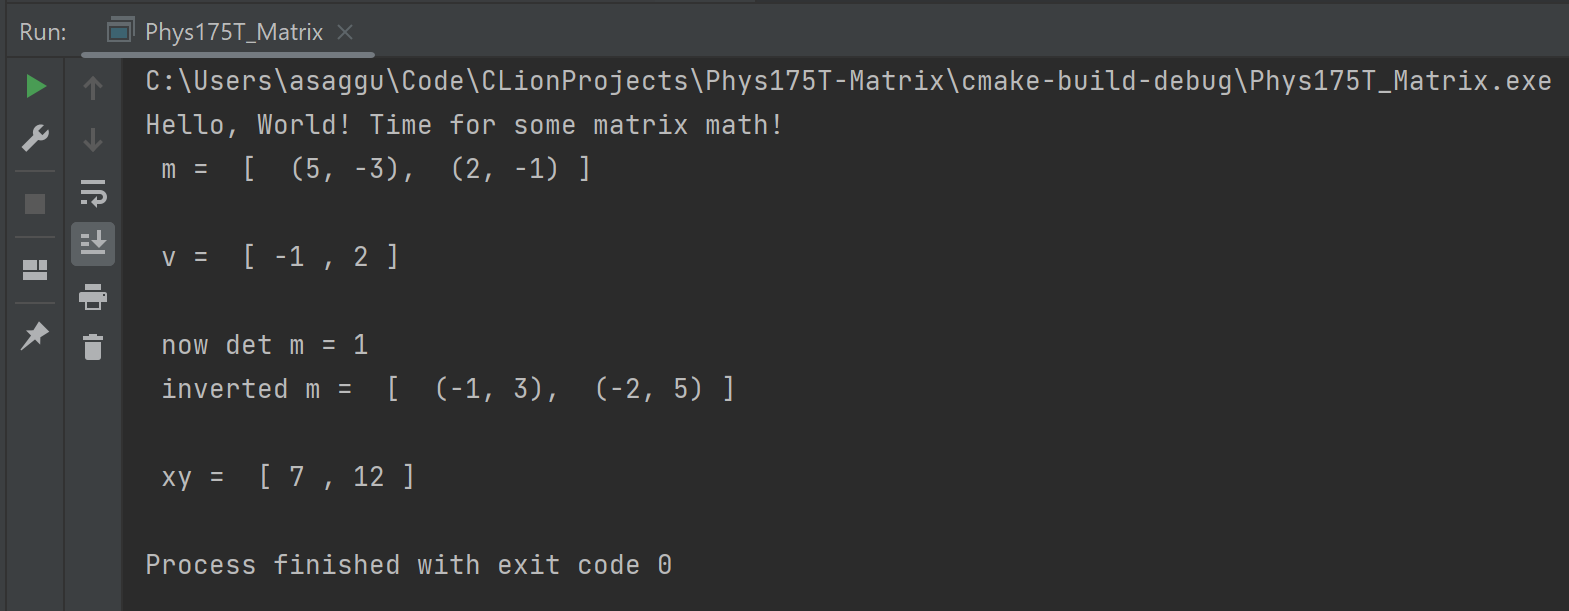 Run: Phys175T_Matrix
C:\Users\asaggu\Code\CLionProjects\Phys175T-Matrix\cmake-build-debug\Phys175T_Matrix.exe
Hello, World! Time for some matrix math!
m =  [  (5, -3),  (2, -1) ]
v =  [ -1 , 2 ]
now det m = 1
inverted m =  [  (-1, 3),  (-2, 5) ]
xy =  [ 7 , 12 ]
Process finished with exit code 0